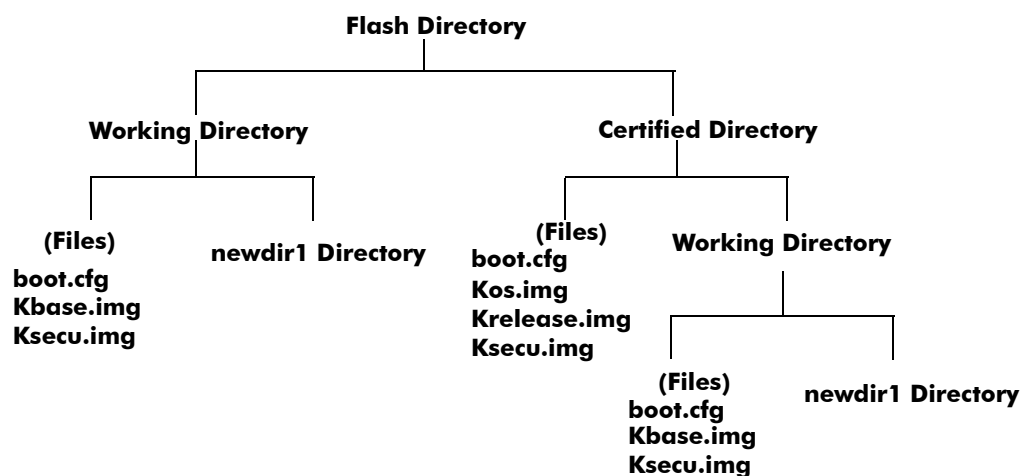 Flash Directory
Working Directory
Certified Directory
(Files)
boot.cfg
Kbase.img
Ksecu.img
newdir1 Directory
(Files)
boot.cfg
Kos.img
Krelease.img
Ksecu.img
Working Directory
(Files)
boot.cfg
Kbase.img
Ksecu.img
newdir1 Directory